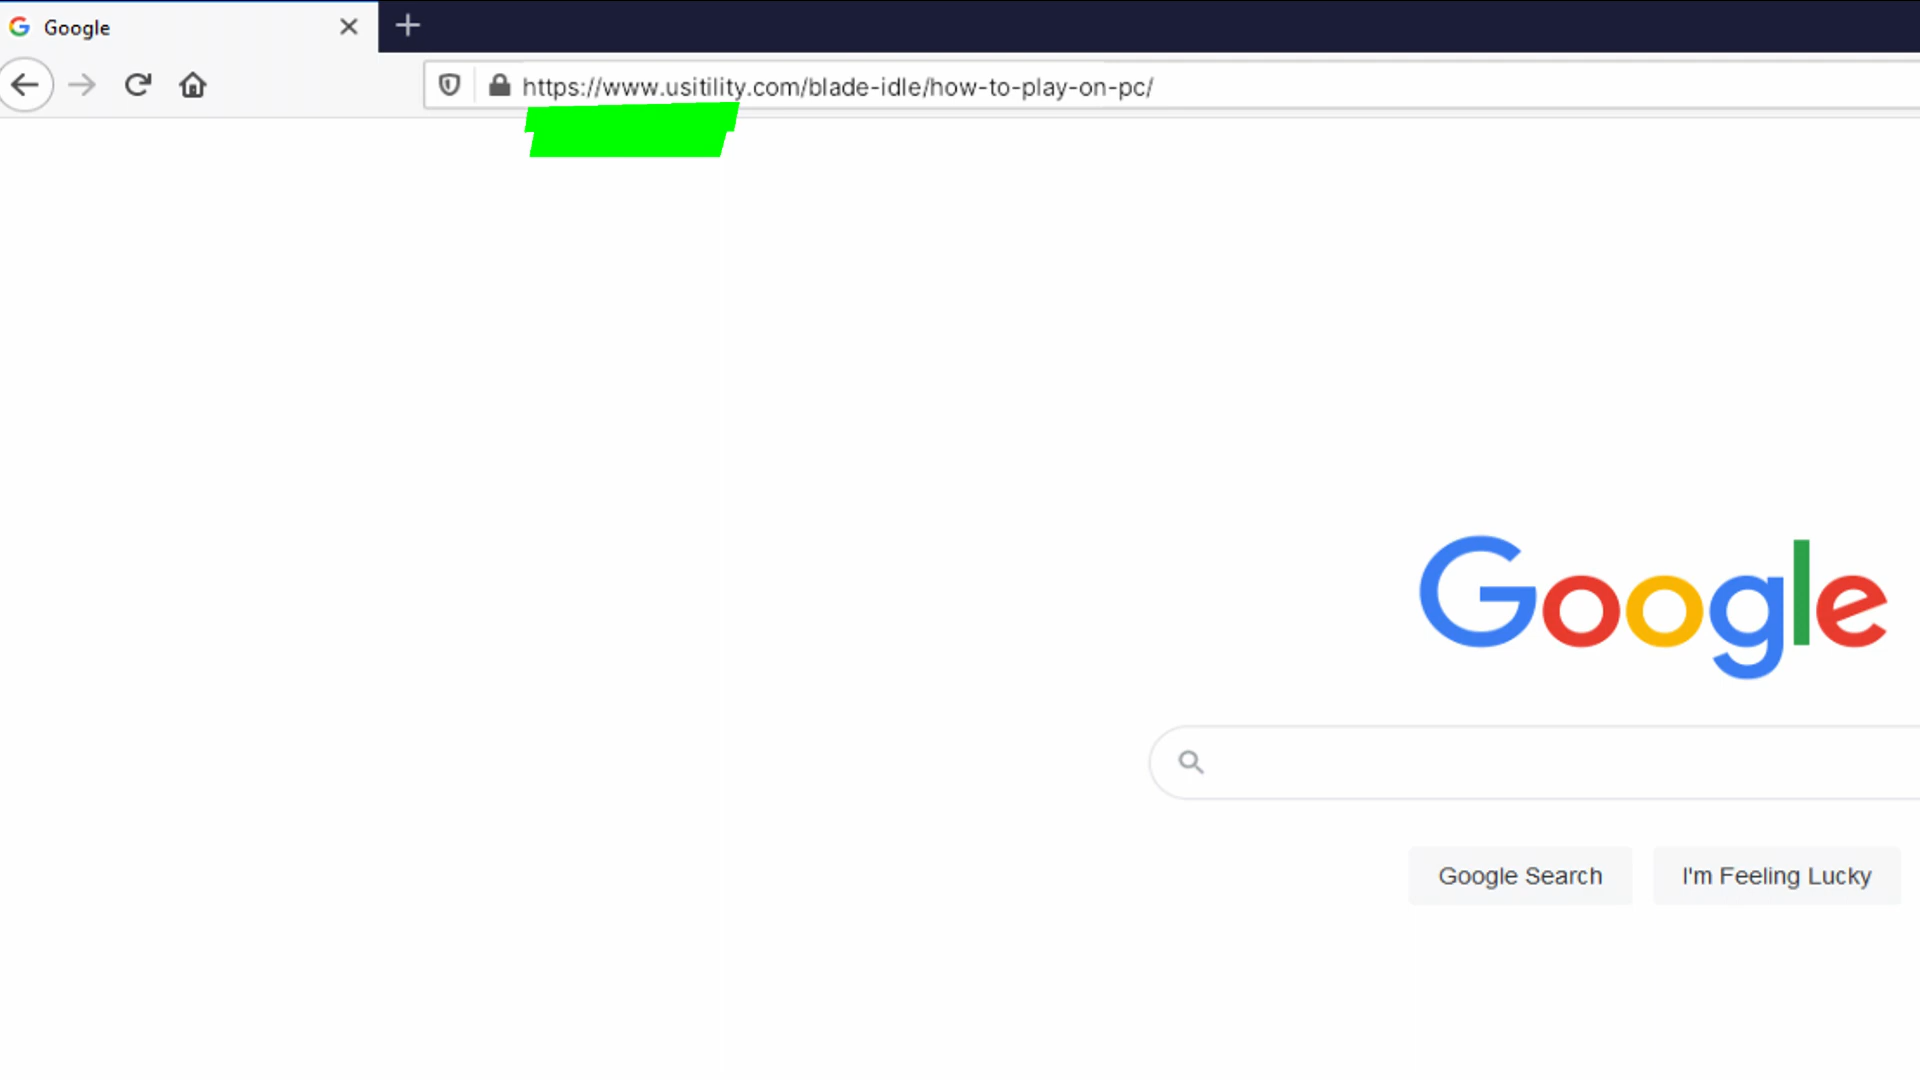 Google
https://www.usitility.com/blade-idle/how-to-play-on-pc/
Google
Google Search
I'm Feeling Lucky